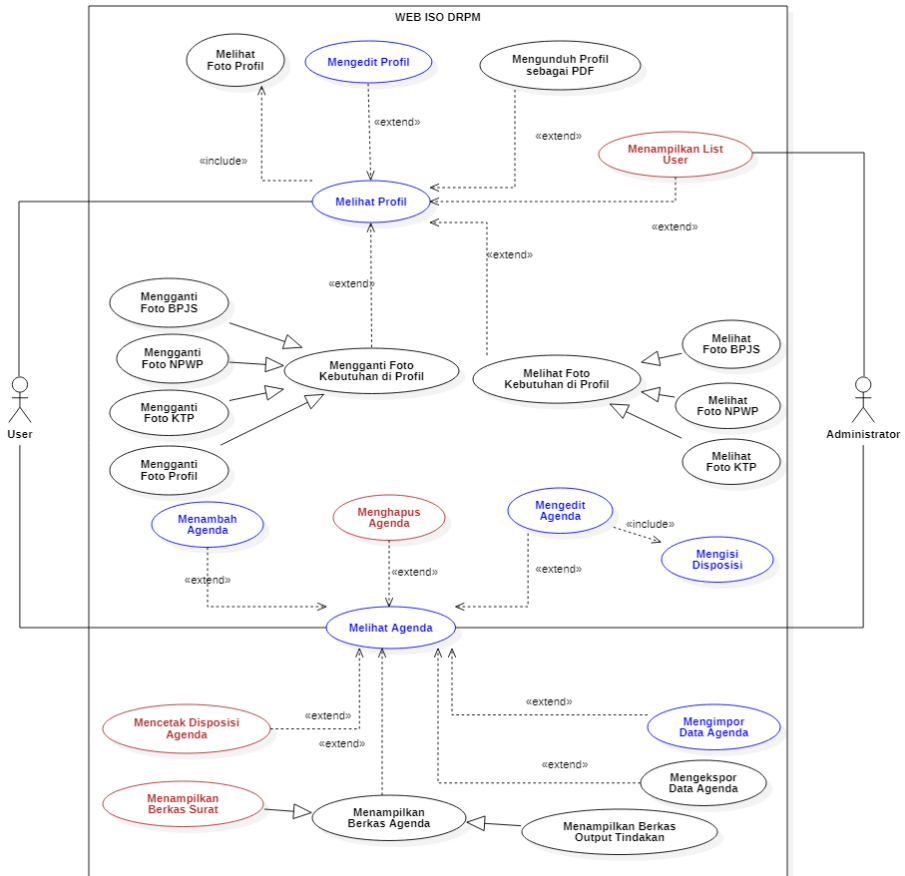 WEB ISO DRPM
Melihat
Foto Profil
Mengedit Profil
Mengunduh Profil
sebagai PDF
«extend»
«extend»
«include»
Menampilkan List
User
Melihat Profil
«extend»
«extend»
«extend»
Mengganti
Foto BPJS
Mengganti
Foto NPWP
Mengganti
Foto KTP
Mengganti
Foto Profil
Mengganti Foto
Kebutuhan di Profil
Melihat Foto
Kebutuhan di Profil
Melihat
Foto BPJS
Melihat
Foto NPWP
Melihat
Foto KTP
User
Administrator
Menambah
Agenda
Menghapus
Agenda
Mengedit
Agenda
«include»
Mengisi
Disposisi
«extend»
«extend»
«extend»
Melihat Agenda
Mencetak Disposisi
Agenda
«extend»
«extend»
«extend»
Mengimpor
Data Agenda
«extend»
Mengekspor
Data Agenda
Menampilkan
Berkas Surat
Menampilkan
Berkas Agenda
Menampilkan Berkas
Output Tindakan